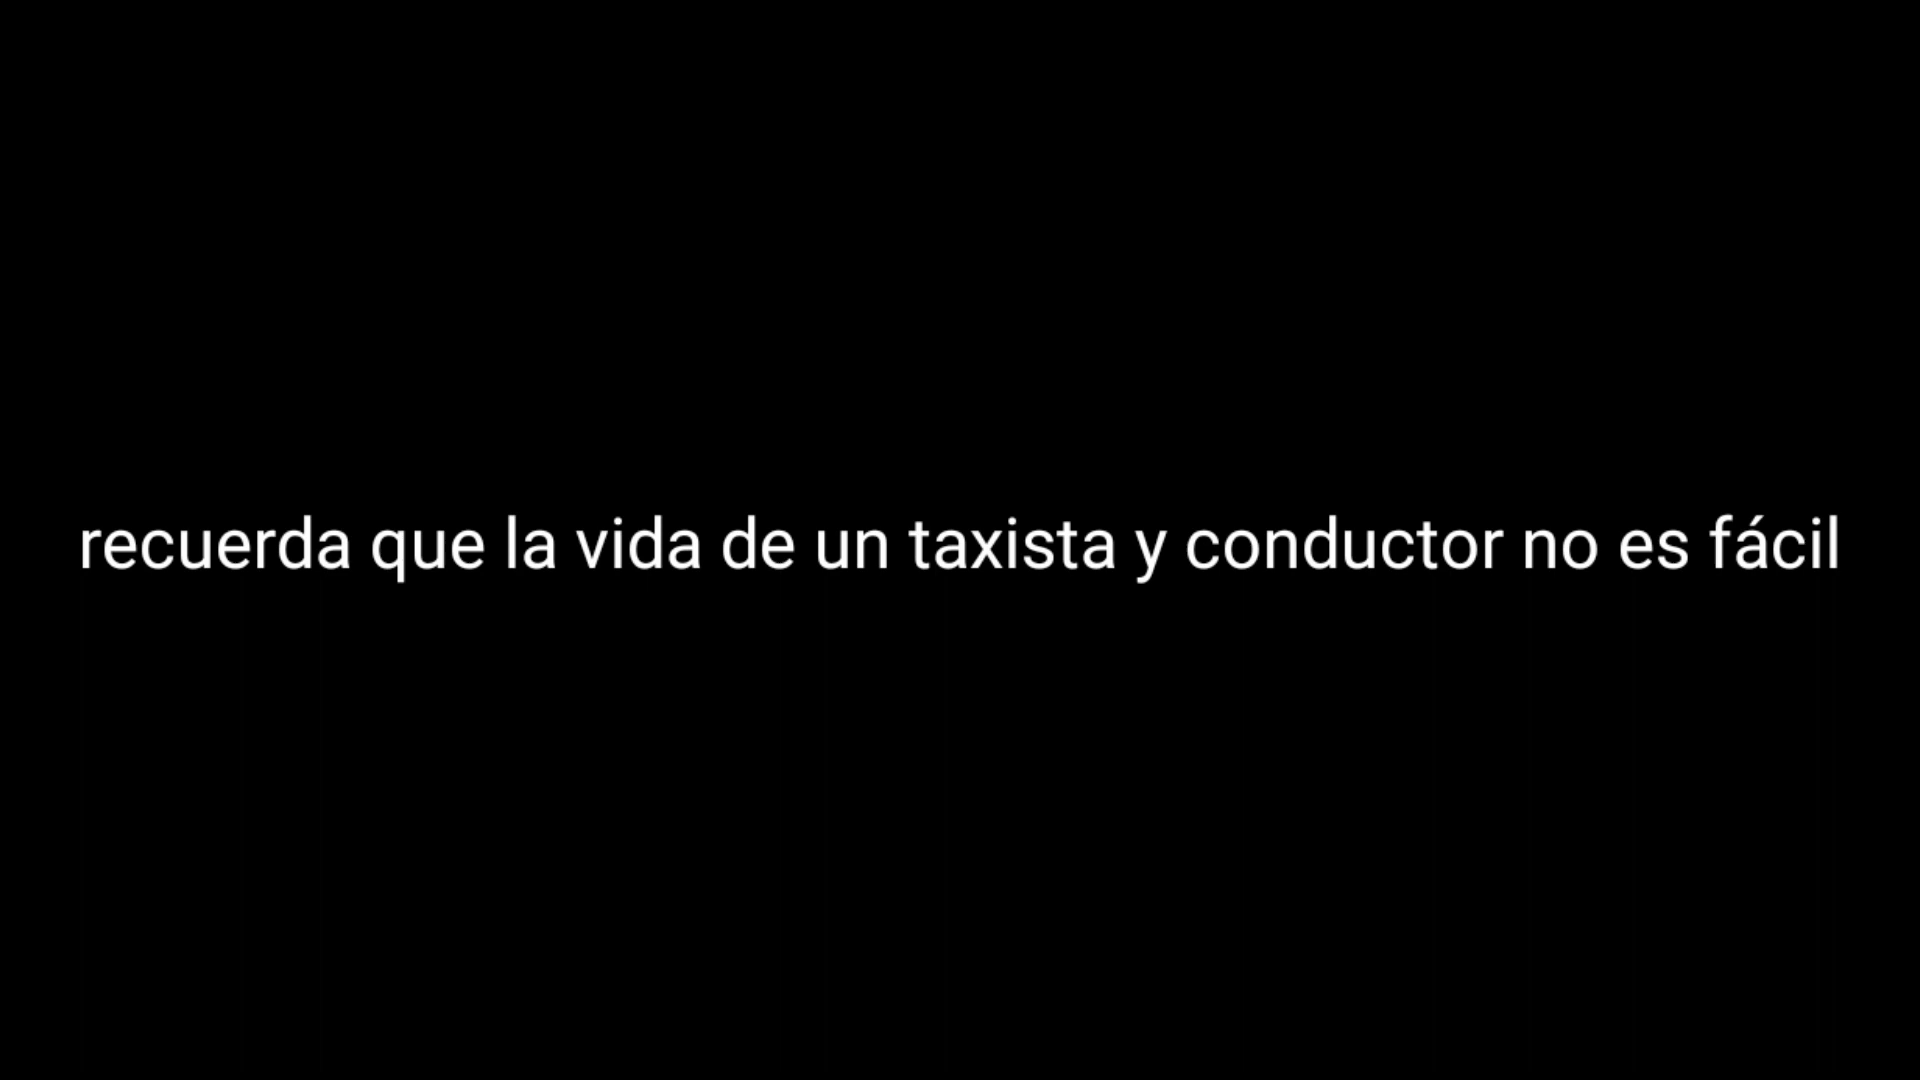 recuerda que la vida de un taxista y conductor no es fácil